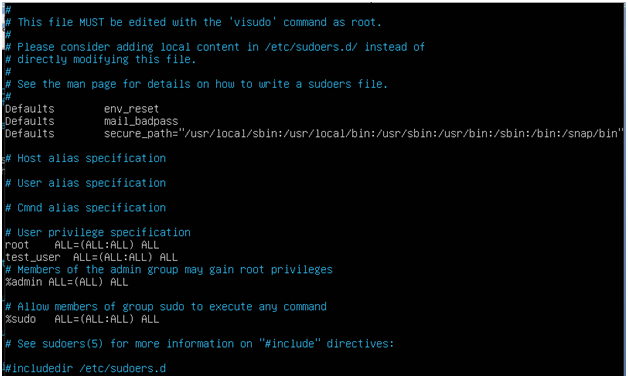 #
# This file MUST be edited with the 'visudo' command as root.
#
# Please consider adding local content in /etc/sudoers.d/ instead of
# directly modifying this file.
#
# See the man page for details on how to write a sudoers file.
#
Defaults        env_reset
Defaults        mail_badpass
Defaults        secure_path="/usr/local/sbin:/usr/local/bin:/usr/sbin:/usr/bin:/sbin:/bin:/snap/bin"
# Host alias specification
# User alias specification
# Cmnd alias specification
# User privilege specification
root    ALL=(ALL:ALL) ALL
test_user  ALL=(ALL:ALL) ALL
# Members of the admin group may gain root privileges
%admin ALL=(ALL) ALL
# Allow members of group sudo to execute any command
%sudo   ALL=(ALL:ALL) ALL
# See sudoers(5) for more information on "#include" directives:
#includedir /etc/sudoers.d